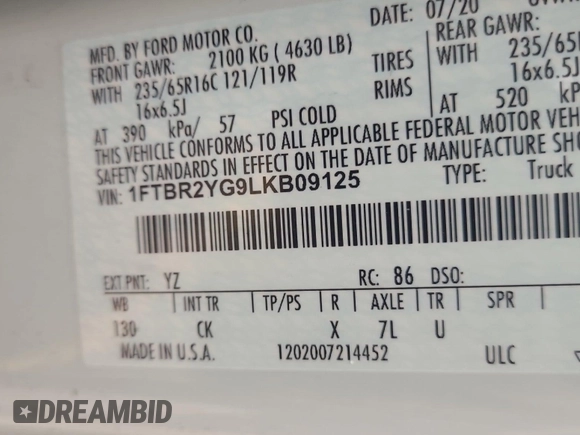 DATE: 07/20
MFD. BY FORD MOTOR CO.
FRONT GAWR: 2100 KG ( 4630 LB) REAR GAWR:
WITH 235/65R16C 121/119R TIRES WITH 235/65
16x6.5J RIMS 16x6.5J
AT 390 kPa/ 57 PSI COLD AT 520 kPa
THIS VEHICLE CONFORMS TO ALL APPLICABLE FEDERAL MOTOR VEH
SAFETY STANDARDS IN EFFECT ON THE DATE OF MANUFACTURE SHO
VIN: 1FTBR2YG9LKB09125 TYPE: Truck
EXT PNT: YZ RC: 86 DSO:
WB INT TR TP/PS R AXLE TR SPR
130 CK X 7L U
MADE IN U.S.A. 1202007214452 ULC
DREAMBID